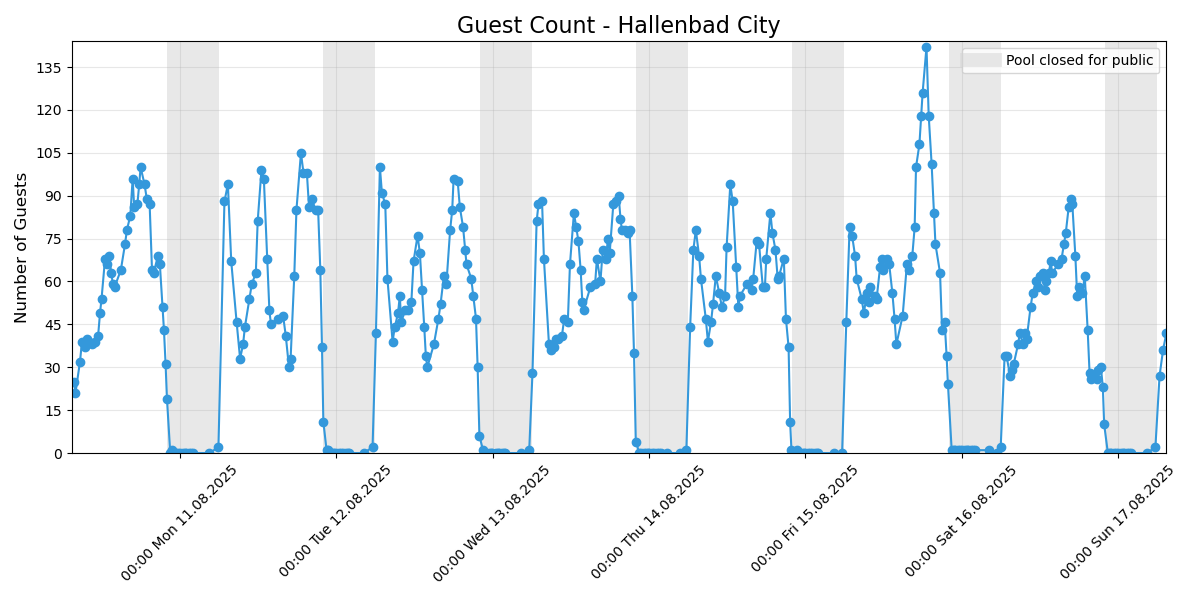 Guest Count - Hallenbad City
Pool closed for public
Number of Guests
135
120
105
90
75
60
45
30
15
0
00:00 Mon 11.08.2025
00:00 Tue 12.08.2025
00:00 Wed 13.08.2025
00:00 Thu 14.08.2025
00:00 Fri 15.08.2025
00:00 Sat 16.08.2025
00:00 Sun 17.08.2025